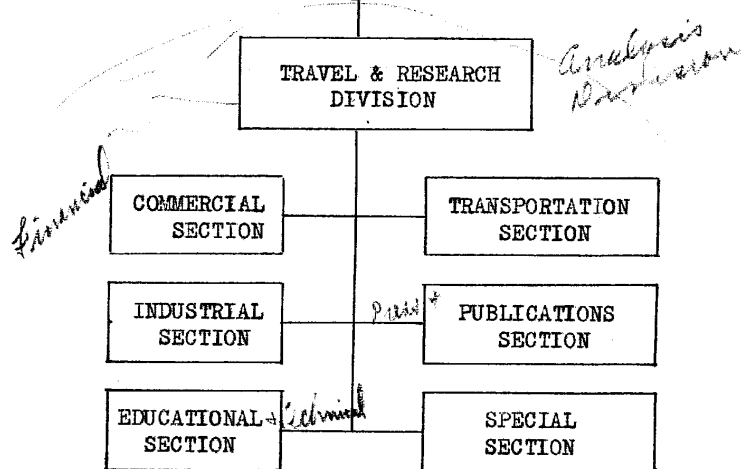 TRAVEL & RESEARCH
DIVISION
Analysis
Division
Financial
COMMERCIAL
SECTION
TRANSPORTATION
SECTION
INDUSTRIAL
SECTION
Press +
PUBLICATIONS
SECTION
EDUCATIONAL + Technical
SECTION
SPECIAL
SECTION